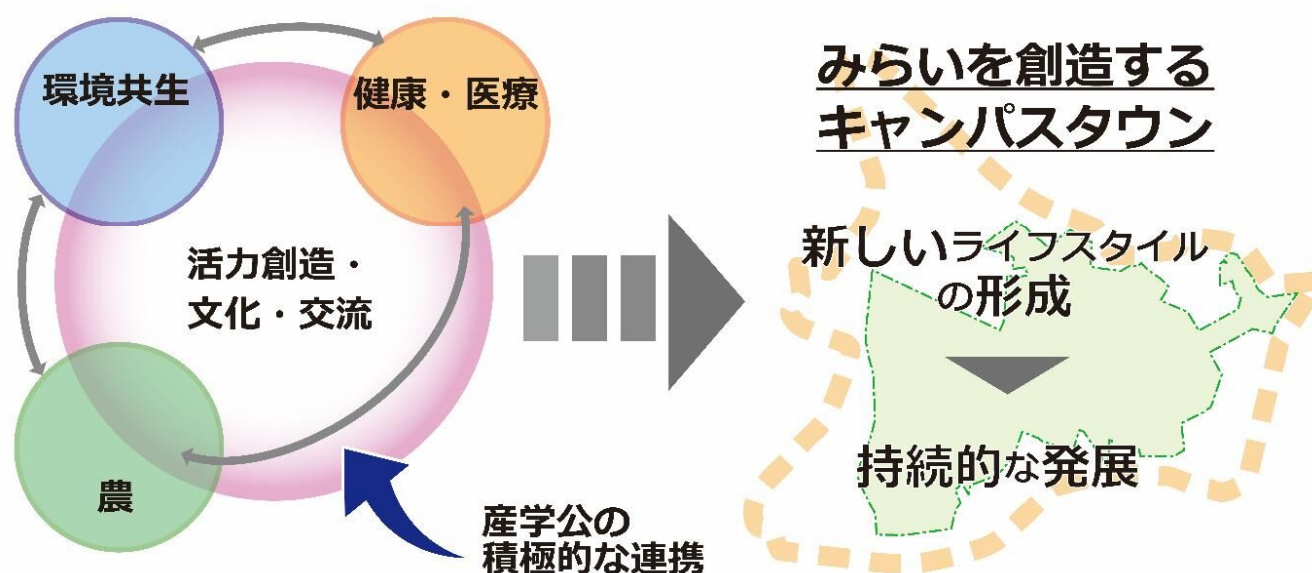 環境共生
健康・医療
活力創造・
文化・交流
農
産学公の
積極的な連携
みらいを創造する
キャンパスタウン
新しいライフスタイル
の形成
持続的な発展